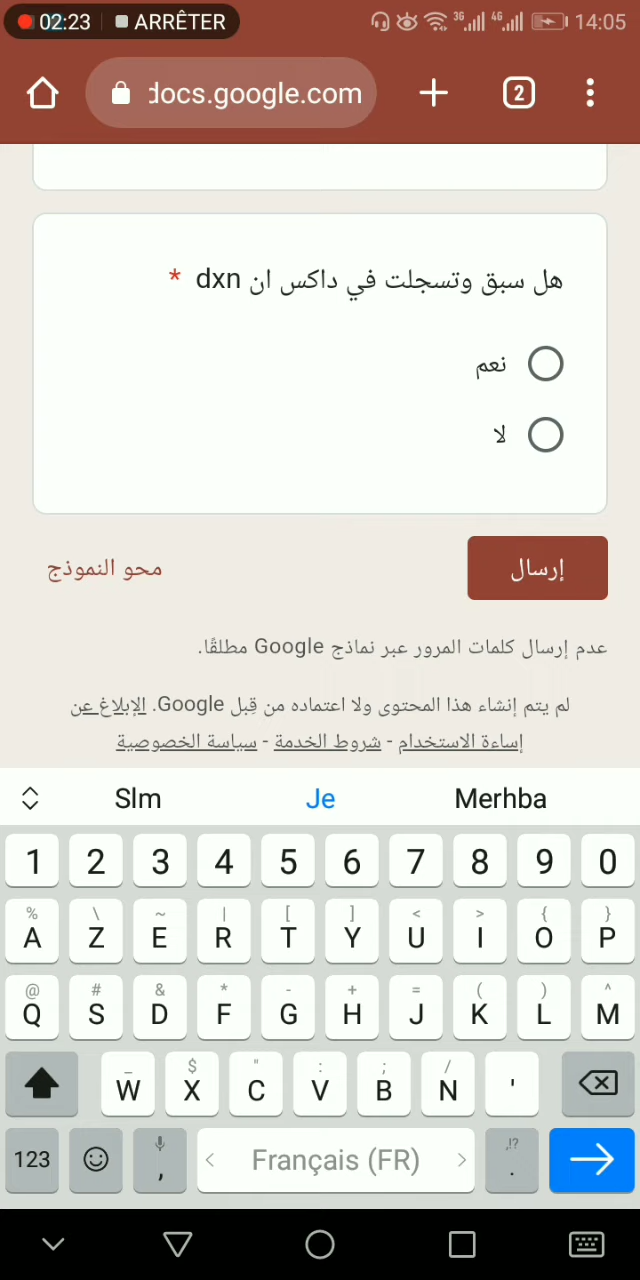 02:23 ARRÊTER 3G 4G 14:05
docs.google.com + 2
هل سبق وتسجلت في داكس ان dxn *
نعم
لا
إرسال
محو النموذج
عدم إرسال كلمات المرور عبر نماذج Google مطلقًا.
لم يتم إنشاء هذا المحتوى ولا اعتماده من قِبل Google. الإبلاغ عن
إساءة الاستخدام - شروط الخدمة - سياسة الخصوصية
Slm Je Merhba
1 2 3 4 5 6 7 8 9 0
% \ ~ | [ ] < > { }
A Z E R T Y U I O P
@ # & * - + = ( ) ^
Q S D F G H J K L M
_ $ " : ; /
W X C V B N '
123 , < Français (FR) > ,!? .